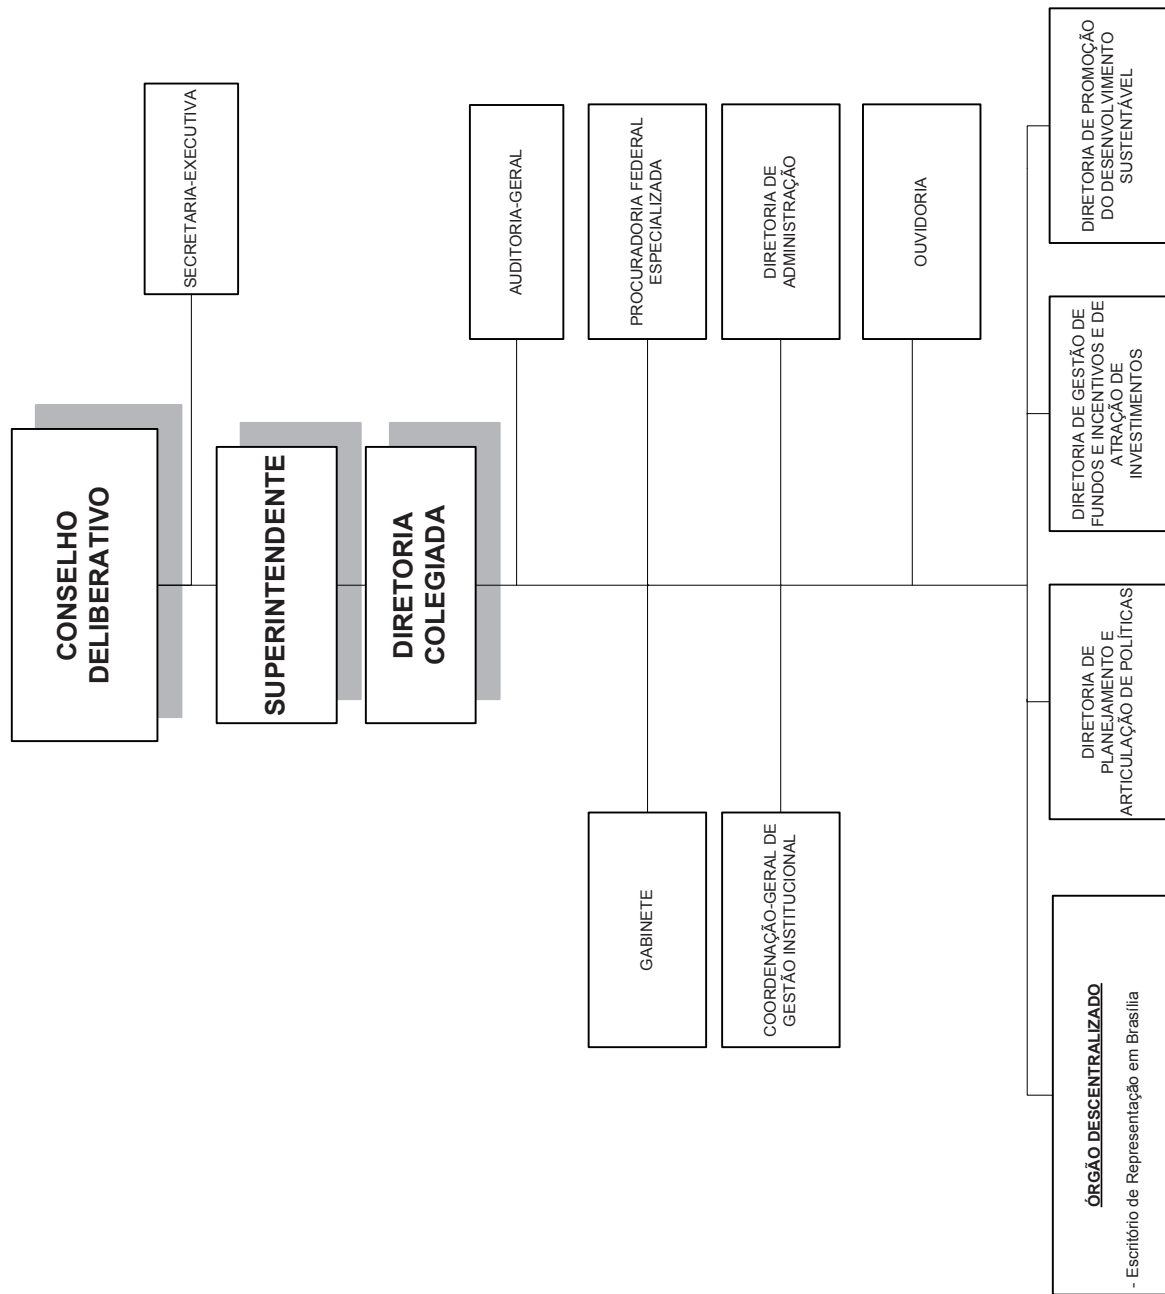 CONSELHO
DELIBERATIVO
SECRETARIA-EXECUTIVA
SUPERINTENDENTE
DIRETORIA
COLEGIADA
AUDITORIA-GERAL
GABINETE
PROCURADORIA FEDERAL
ESPECIALIZADA
COORDENAÇÃO-GERAL DE
GESTÃO INSTITUCIONAL
DIRETORIA DE
ADMINISTRAÇÃO
OUVIDORIA
ÓRGÃO DESCENTRALIZADO
- Escritório de Representação em Brasília
DIRETORIA DE
PLANEJAMENTO E
ARTICULAÇÃO DE POLÍTICAS
DIRETORIA DE GESTÃO DE
FUNDOS E INCENTIVOS E DE
ATRAÇÃO DE
INVESTIMENTOS
DIRETORIA DE PROMOÇÃO
DO DESENVOLVIMENTO
SUSTENTÁVEL